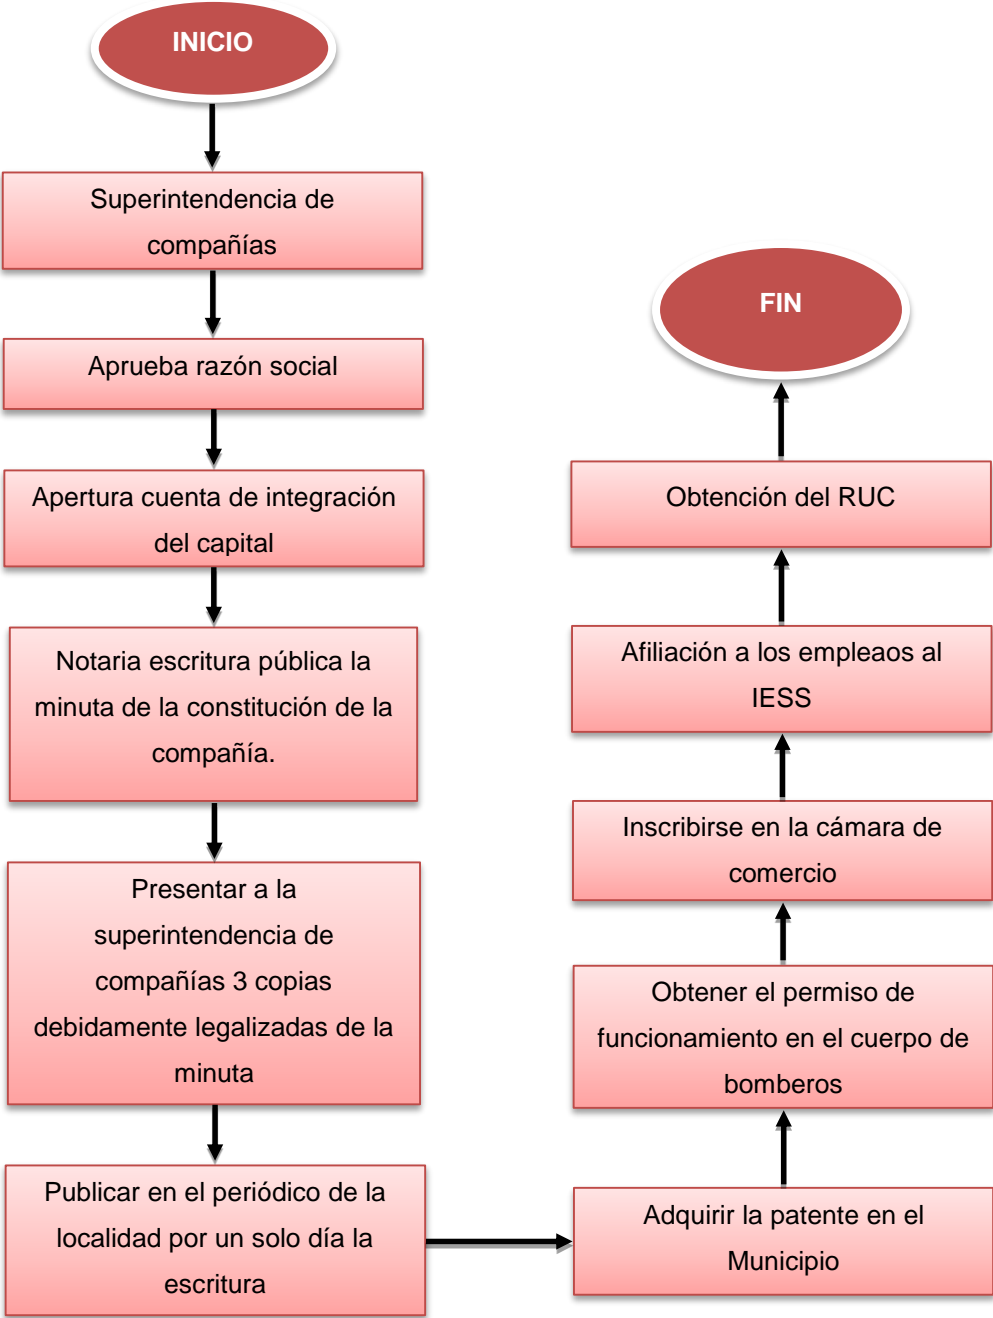 INICIO
Superintendencia de
compañías
Aprueba razón social
Apertura cuenta de integración
del capital
Notaria escritura pública la
minuta de la constitución de la
compañía.
Presentar a la
superintendencia de
compañías 3 copias
debidamente legalizadas de la
minuta
Publicar en el periódico de la
localidad por un solo día la
escritura
Adquirir la patente en el
Municipio
Obtener el permiso de
funcionamiento en el cuerpo de
bomberos
Inscribirse en la cámara de
comercio
Afiliación a los empleaos al
IESS
Obtención del RUC
FIN